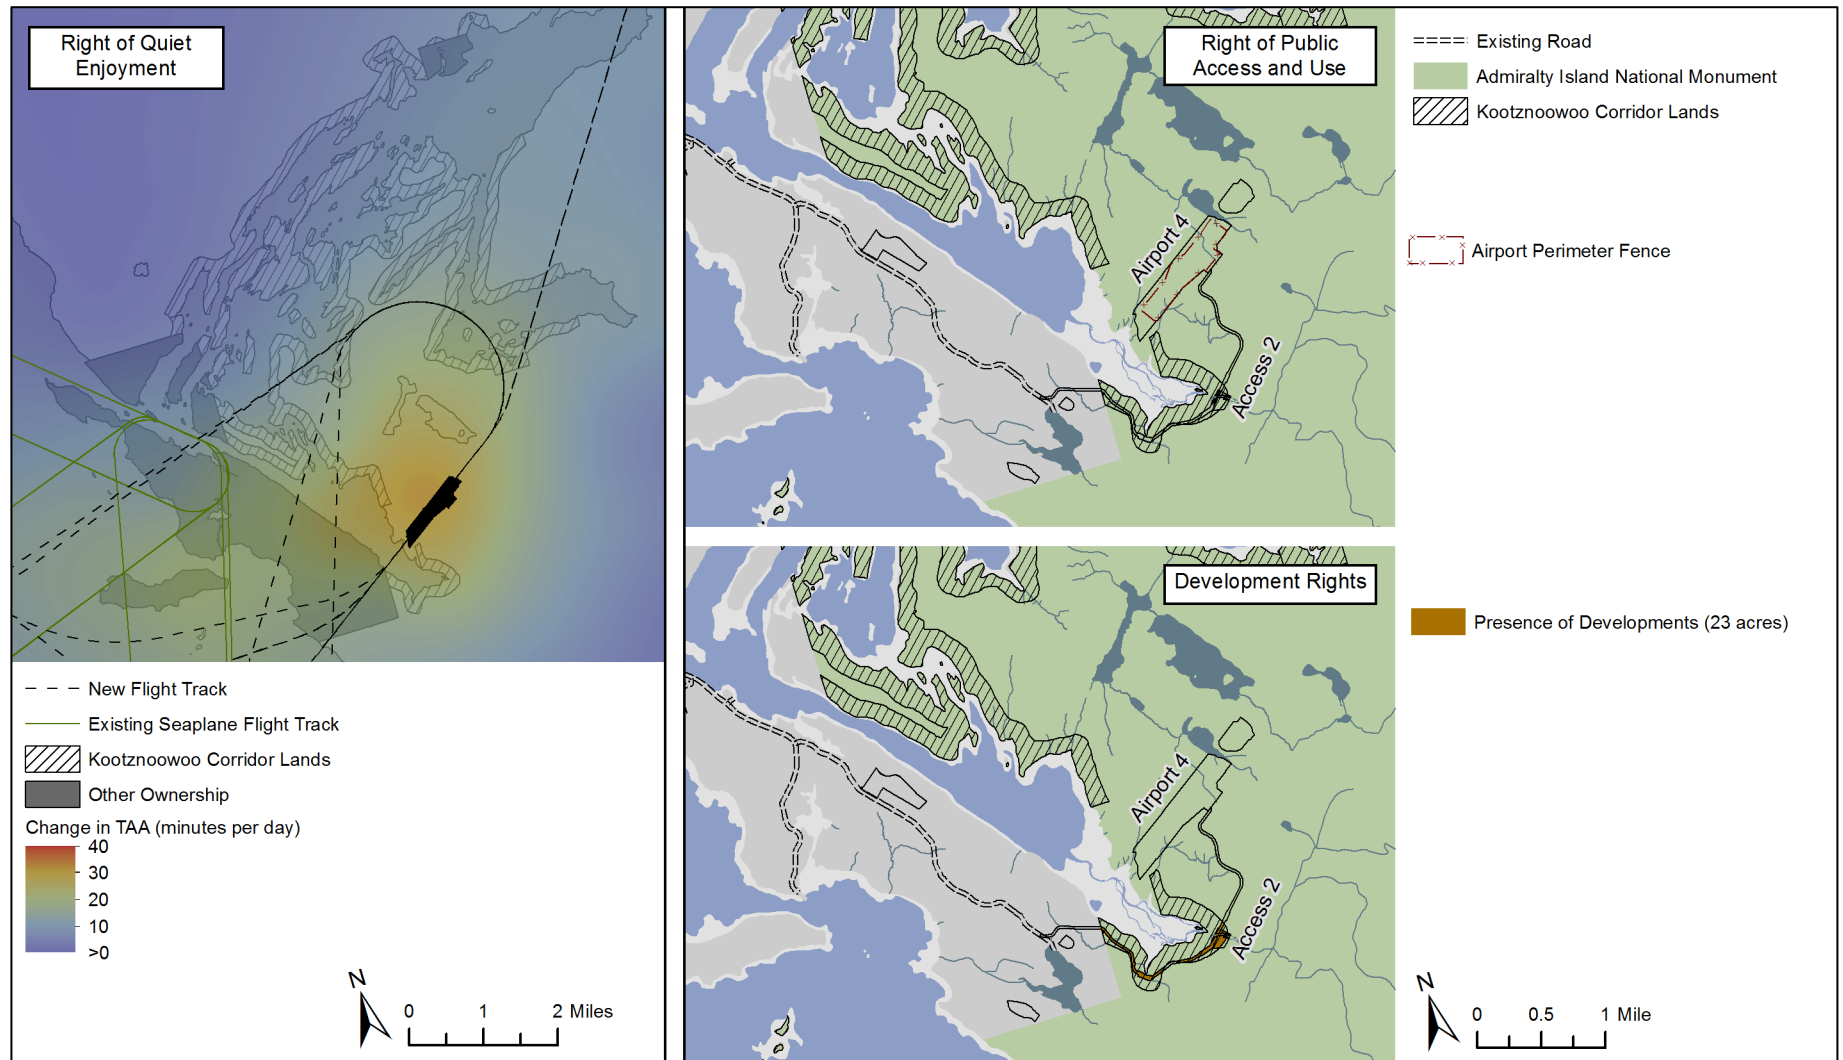 Right of Quiet
Enjoyment
New Flight Track
Existing Seaplane Flight Track
Kootznoowoo Corridor Lands
Other Ownership
Change in TAA (minutes per day)
40
30
20
10
>0
N
0 1 2 Miles
Right of Public
Access and Use
Airport 4
Access 2
Development Rights
Airport 4
Access 2
Existing Road
Admiralty Island National Monument
Kootznoowoo Corridor Lands
Airport Perimeter Fence
Presence of Developments (23 acres)
N
0 0.5 1 Mile